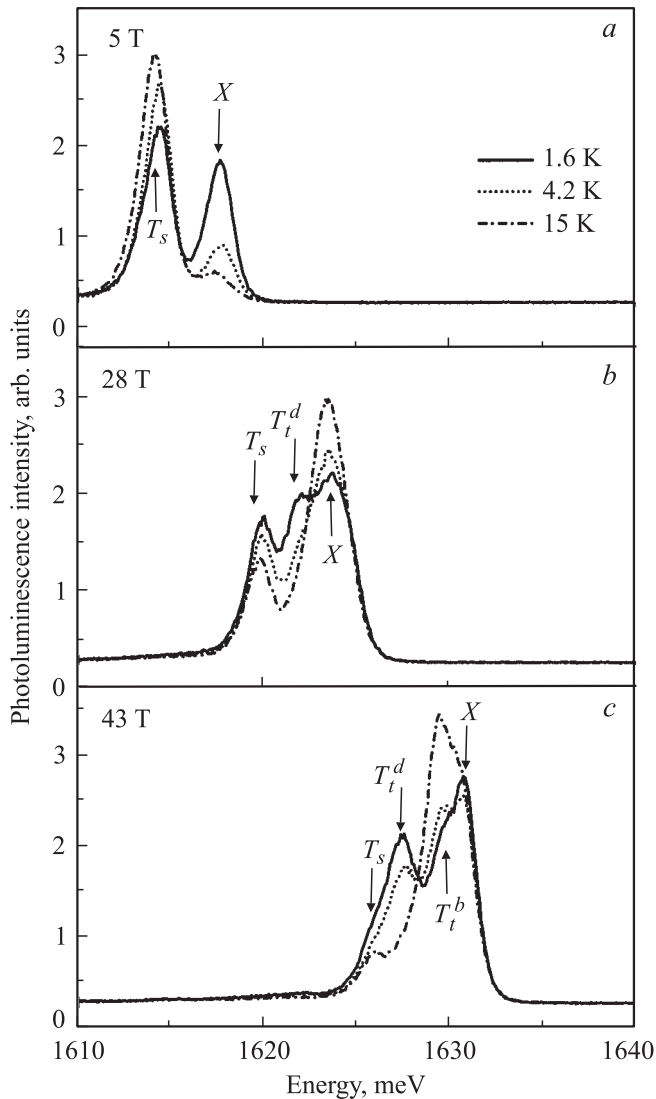 5 T
a
3
X
2
1.6 K
4.2 K
15 K
T_s
1
0
28 T
b
3
T_t^d
T_s
2
X
1
0
43 T
c
X
3
T_t^d
T_s
2
T_t^b
1
0
1610
1620
1630
1640
Energy, meV
Photoluminescence intensity, arb. units